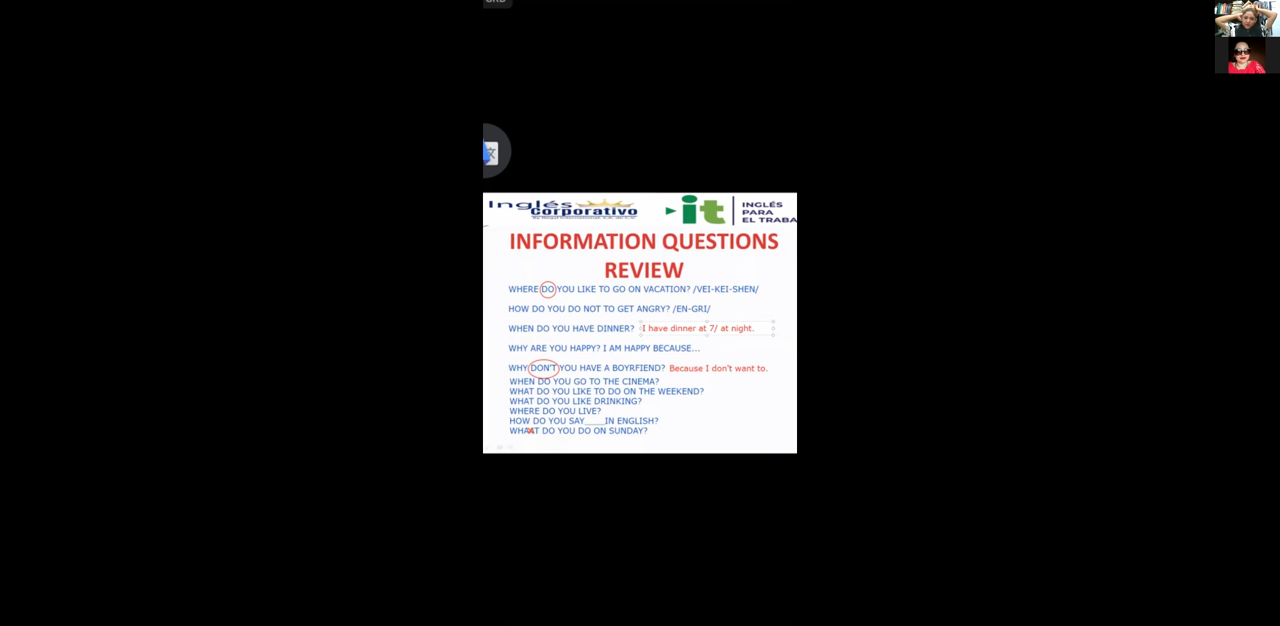 Inglés
Corporativo
it
INGLÉS
PARA
EL TRABA
INFORMATION QUESTIONS
REVIEW
WHERE DO YOU LIKE TO GO ON VACATION? /VEI-KEI-SHEN/
HOW DO YOU DO NOT TO GET ANGRY? /EN-GRI/
WHEN DO YOU HAVE DINNER? I have dinner at 7/ at night.
WHY ARE YOU HAPPY? I AM HAPPY BECAUSE...
WHY DON'T YOU HAVE A BOYRFIEND? Because I don't want to.
WHEN DO YOU GO TO THE CINEMA?
WHAT DO YOU LIKE TO DO ON THE WEEKEND?
WHAT DO YOU LIKE DRINKING?
WHERE DO YOU LIVE?
HOW DO YOU SAY____IN ENGLISH?
WHAT DO YOU DO ON SUNDAY?